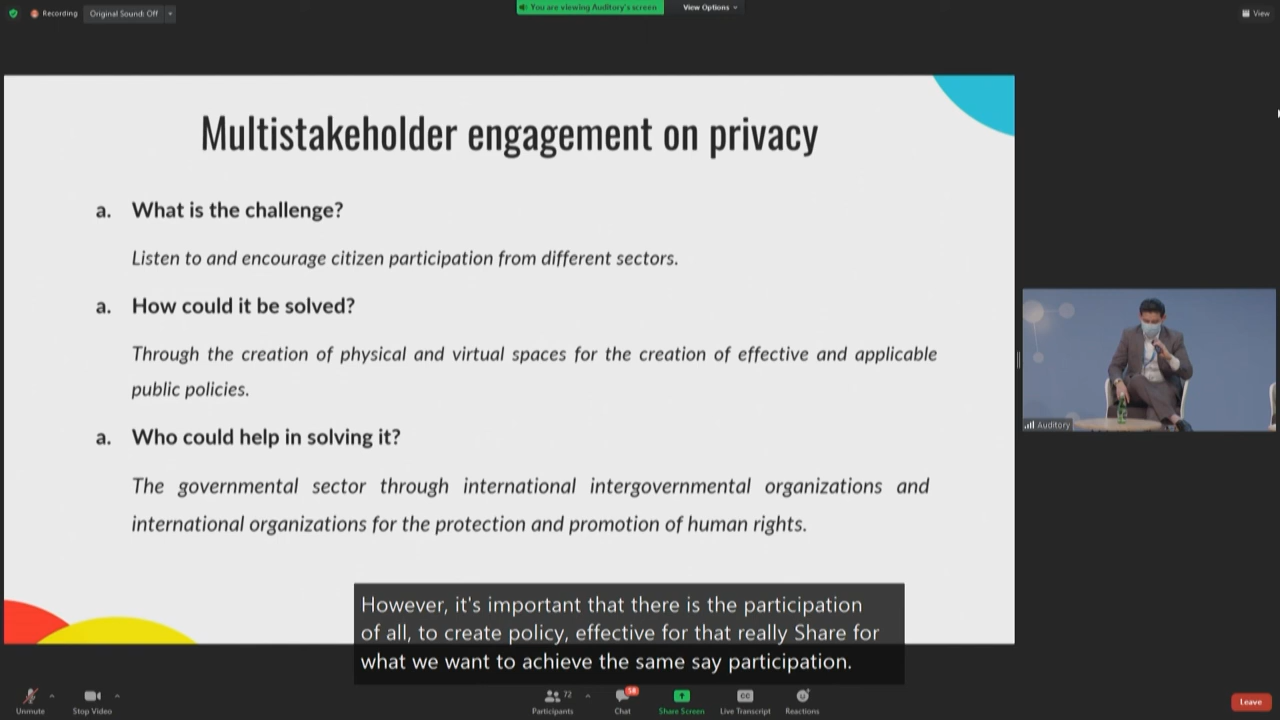 Recording
Original Sound: Off
You are viewing Auditory's screen
View Options
View
Multistakeholder engagement on privacy
a. What is the challenge?
Listen to and encourage citizen participation from different sectors.
a. How could it be solved?
Through the creation of physical and virtual spaces for the creation of effective and applicable
public policies.
a. Who could help in solving it?
The governmental sector through international intergovernmental organizations and
international organizations for the protection and promotion of human rights.
Auditory
However, it's important that there is the participation
of all, to create policy, effective for that really Share for
what we want to achieve the same say participation.
72
58
CC
Unmute
Stop Video
Participants
Chat
Share Screen
Live Transcript
Reactions
Leave